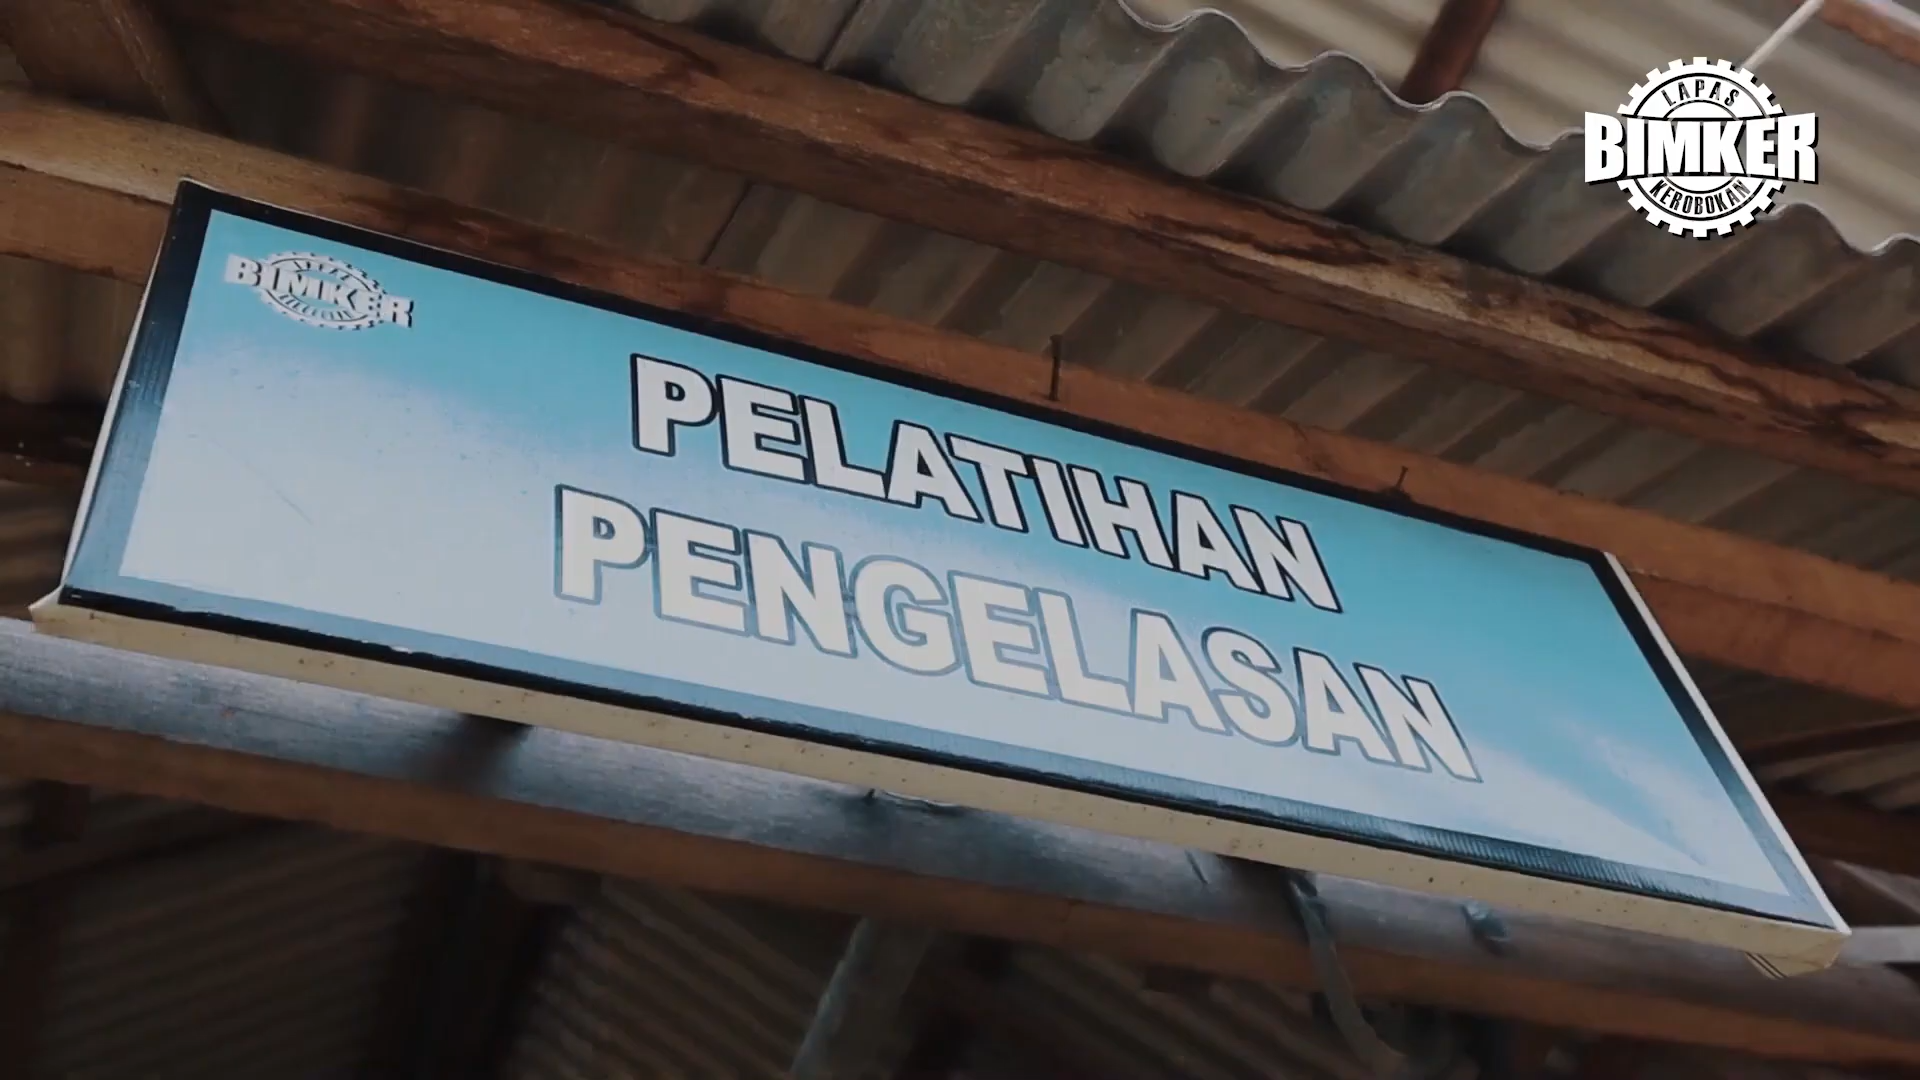 LAPAS
BIMKER
KEROBOKAN
BIMKER
PELATIHAN
PENGELASAN